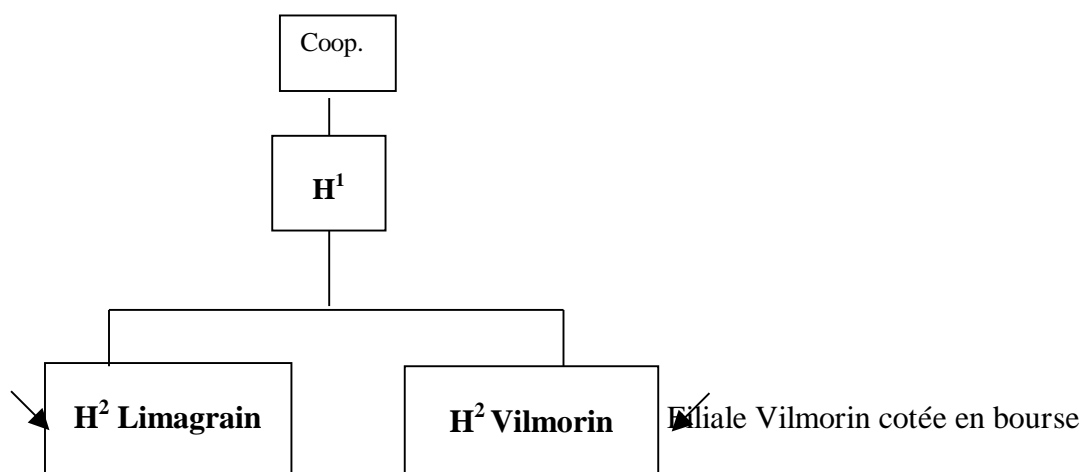 Coop.
H¹
H² Limagrain
H² Vilmorin
Filiale Vilmorin cotée en bourse